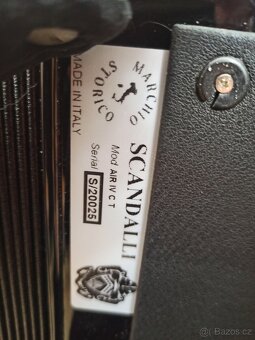 MARCHIO
STORICO
MADE IN ITALY
SCANDALLI
Mod AIR IV C T
Serial S/20025
Bazos.cz